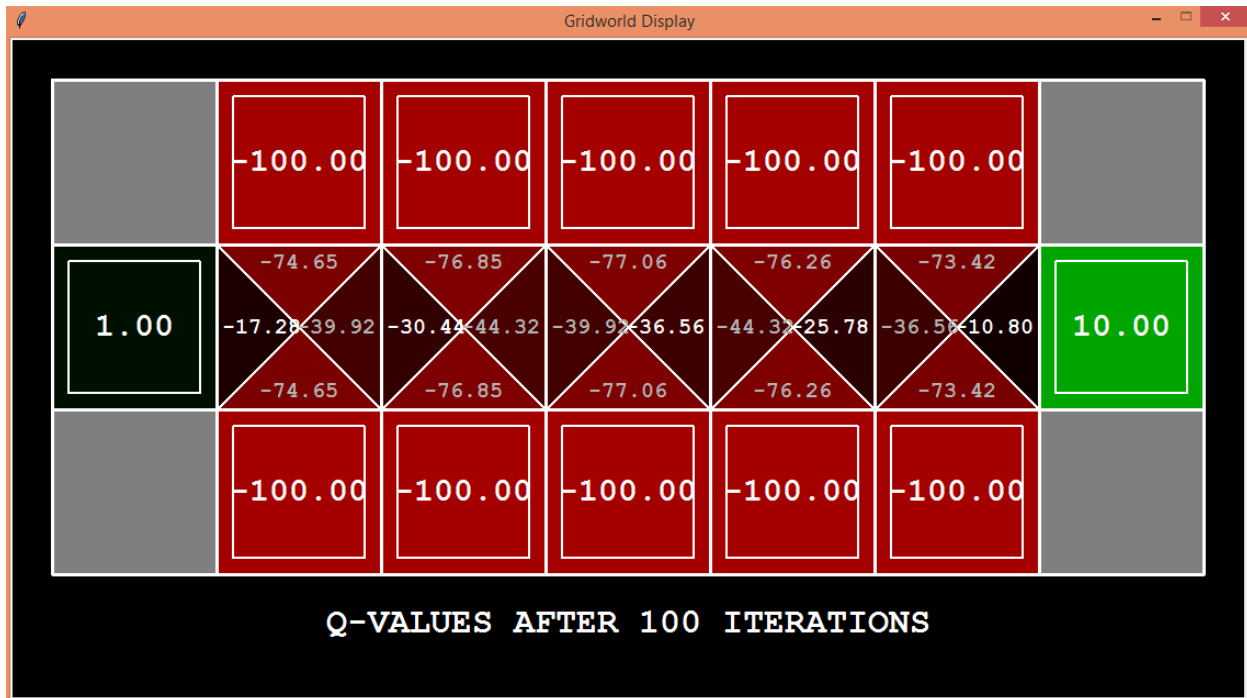 Gridworld Display
-100.00 -100.00 -100.00 -100.00 -100.00
-74.65 -76.85 -77.06 -76.26 -73.42
1.00 -17.28 -39.92 -30.44 -44.32 -39.92 -36.56 -44.32 -25.78 -36.56 -10.80 10.00
-74.65 -76.85 -77.06 -76.26 -73.42
-100.00 -100.00 -100.00 -100.00 -100.00
Q-VALUES AFTER 100 ITERATIONS